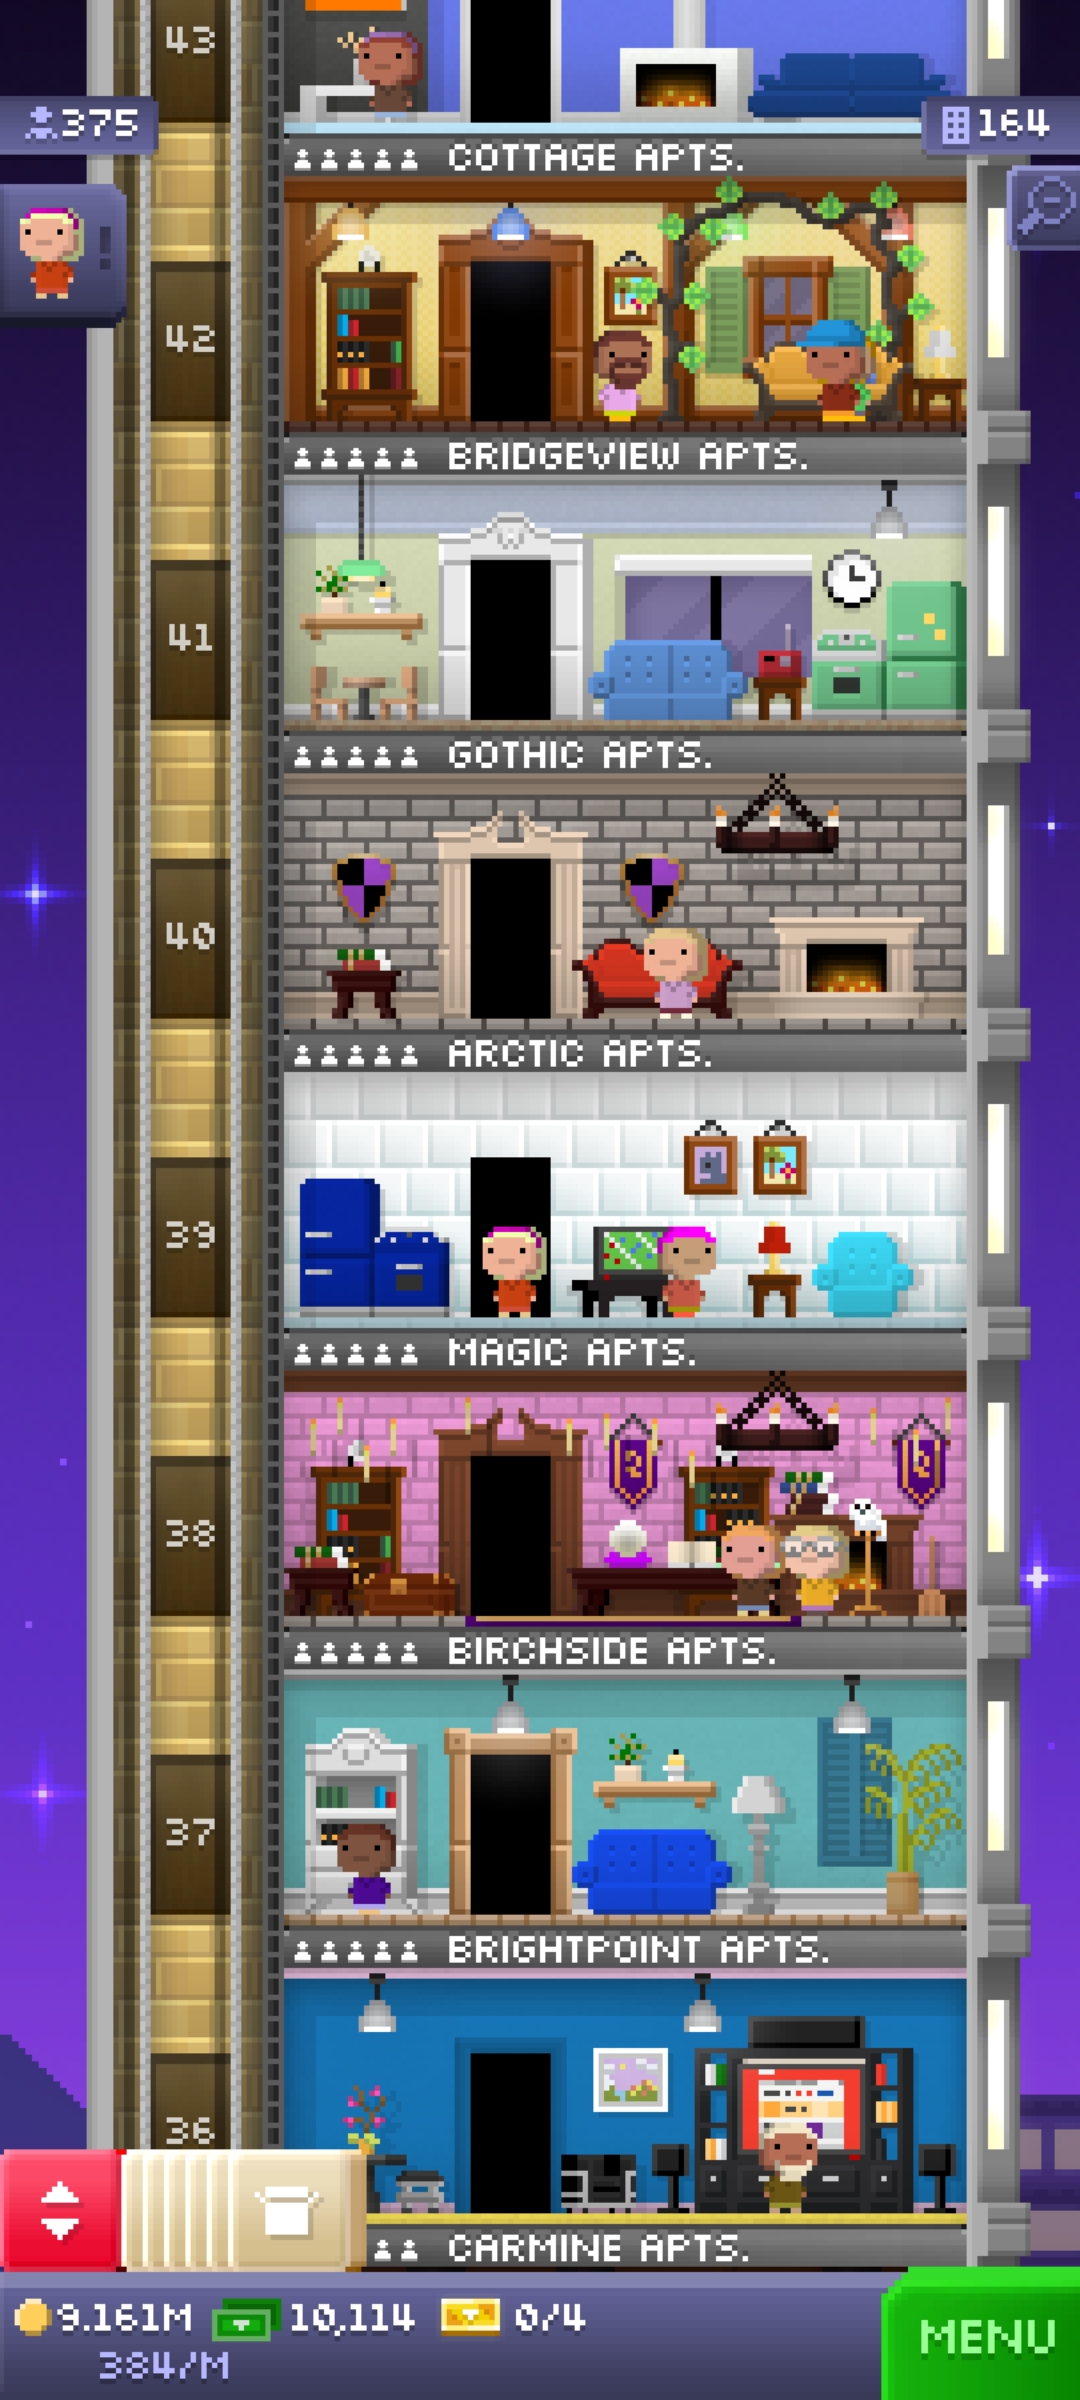 43
375
164
COTTAGE APTS.
!
42
BRIDGEVIEW APTS.
41
GOTHIC APTS.
40
ARCTIC APTS.
39
MAGIC APTS.
38
BIRCHSIDE APTS.
37
BRIGHTPOINT APTS.
36
CARMINE APTS.
9.161M 10,114 0/4
384/M
MENU